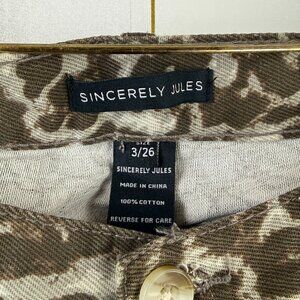 SINCERELY JULES
SIZE
3/26
SINCERELY JULES
MADE IN CHINA
100% COTTON
REVERSE FOR CARE